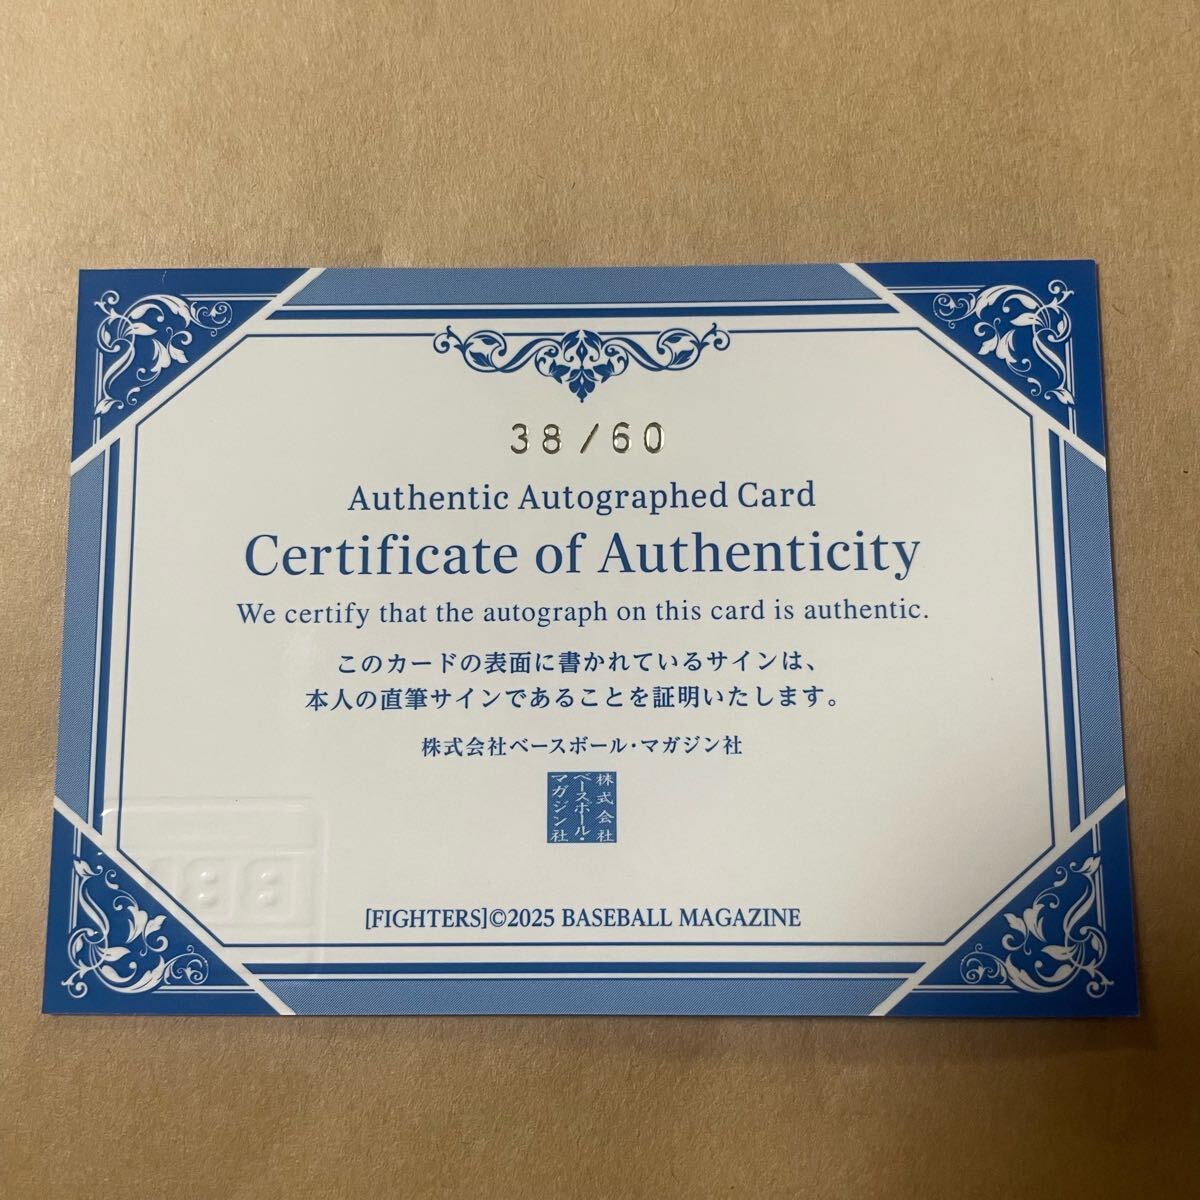 38/60
Authentic Autographed Card
Certificate of Authenticity
We certify that the autograph on this card is authentic.
このカードの表面に書かれているサインは、
本人の直筆サインであることを証明いたします。
株式会社ベースボール・マガジン社
株式会社
ベースボール・
マガジン社
[FIGHTERS]©2025 BASEBALL MAGAZINE